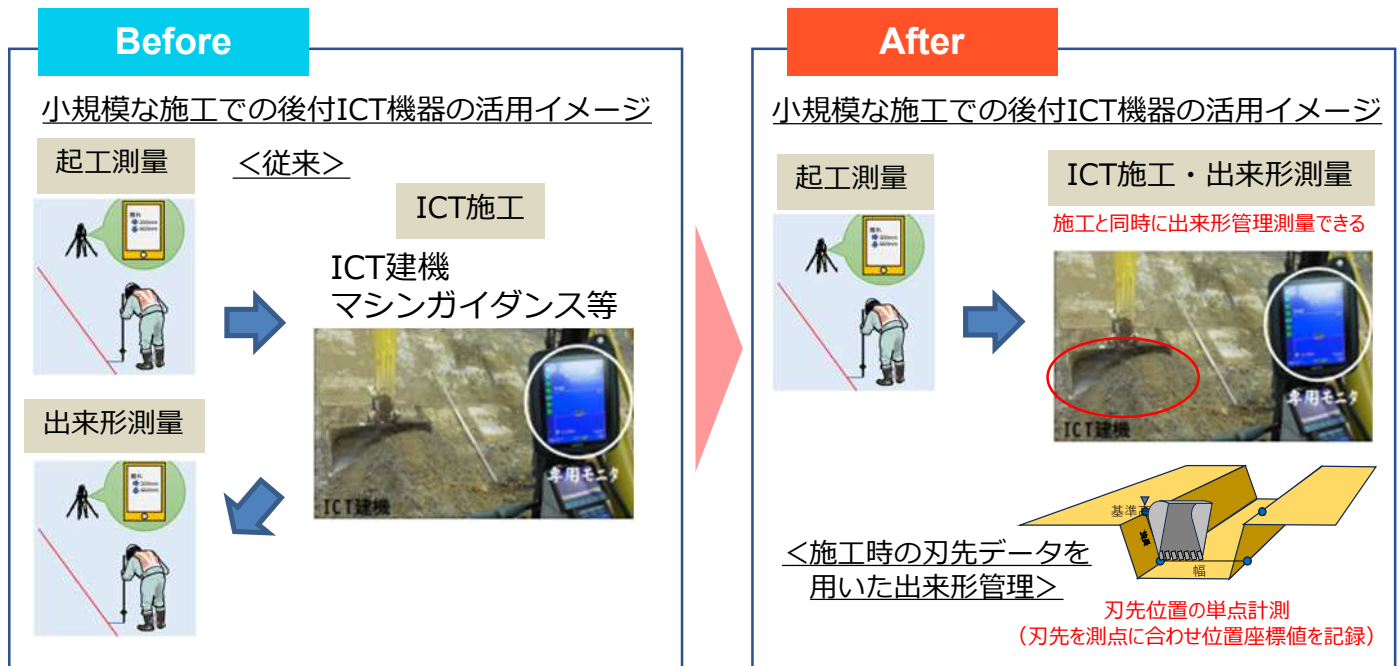 Before
小規模な施工での後付ICT機器の活用イメージ
起工測量
<従来>
ICT施工
ICT建機
マシンガイダンス等
専用モニタ
ICT建機
出来形測量
After
小規模な施工での後付ICT機器の活用イメージ
起工測量
ICT施工・出来形測量
施工と同時に出来形管理測量できる
専用モニタ
ICT建機
<施工時の刃先データを
用いた出来形管理>
基準高
幅
刃先位置の単点計測
(刃先を測点に合わせ位置座標値を記録)